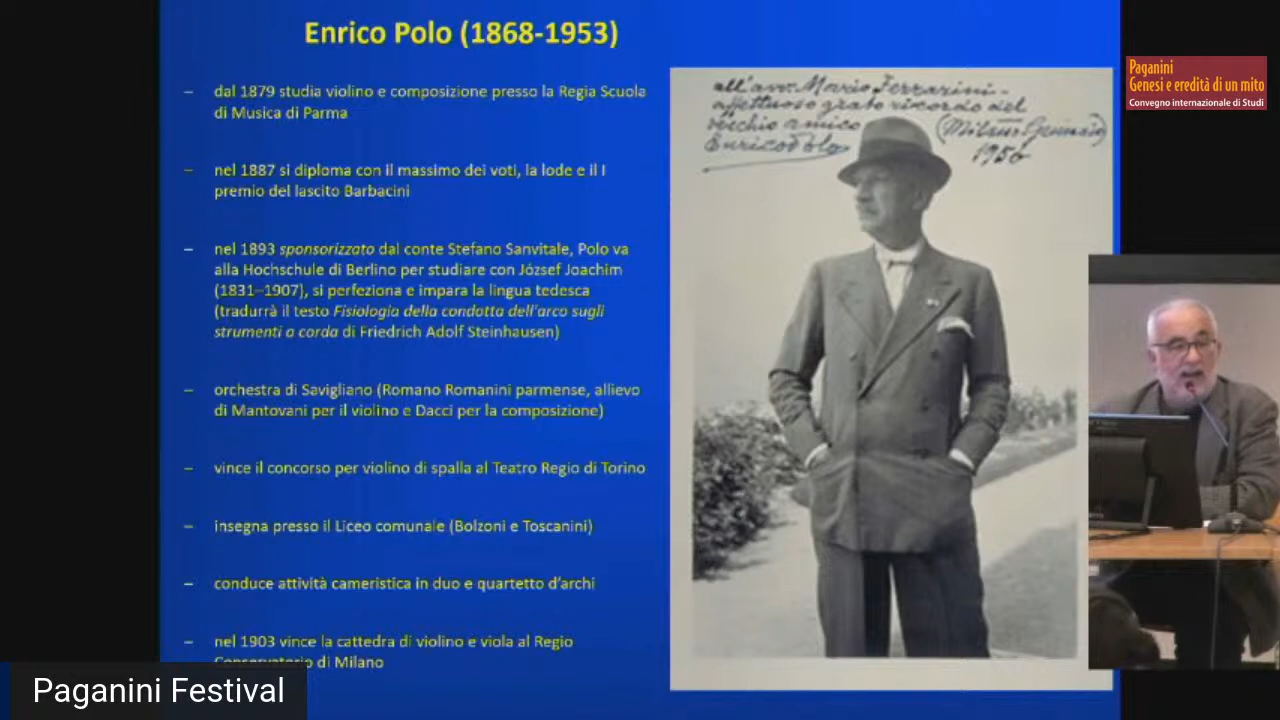 Enrico Polo (1868-1953)
– dal 1879 studia violino e composizione presso la Regia Scuola
di Musica di Parma
– nel 1887 si diploma con il massimo dei voti, la lode e il I
premio del lascito Barbacini
– nel 1893 sponsorizzato dal conte Stefano Sanvitale, Polo va
alla Hochschule di Berlino per studiare con József Joachim
(1831–1907), si perfeziona e impara la lingua tedesca
(tradurrà il testo Fisiologia della condotta dell'arco sugli
strumenti a corda di Friedrich Adolf Steinhausen)
– orchestra di Savigliano (Romano Romanini parmense, allievo
di Mantovani per il violino e Dacci per la composizione)
– vince il concorso per violino di spalla al Teatro Regio di Torino
– insegna presso il Liceo comunale (Bolzoni e Toscanini)
– conduce attività cameristica in duo e quartetto d'archi
– nel 1903 vince la cattedra di violino e viola al Regio
Conservatorio di Milano
all'avv. Mario Ferrarini -
affettuoso grato ricordo del
vecchio amico
Enrico Polo
(Milano Gennaio)
Paganini
Genesi e eredità di un mito
Convegno internazionale di Studi
Paganini Festival